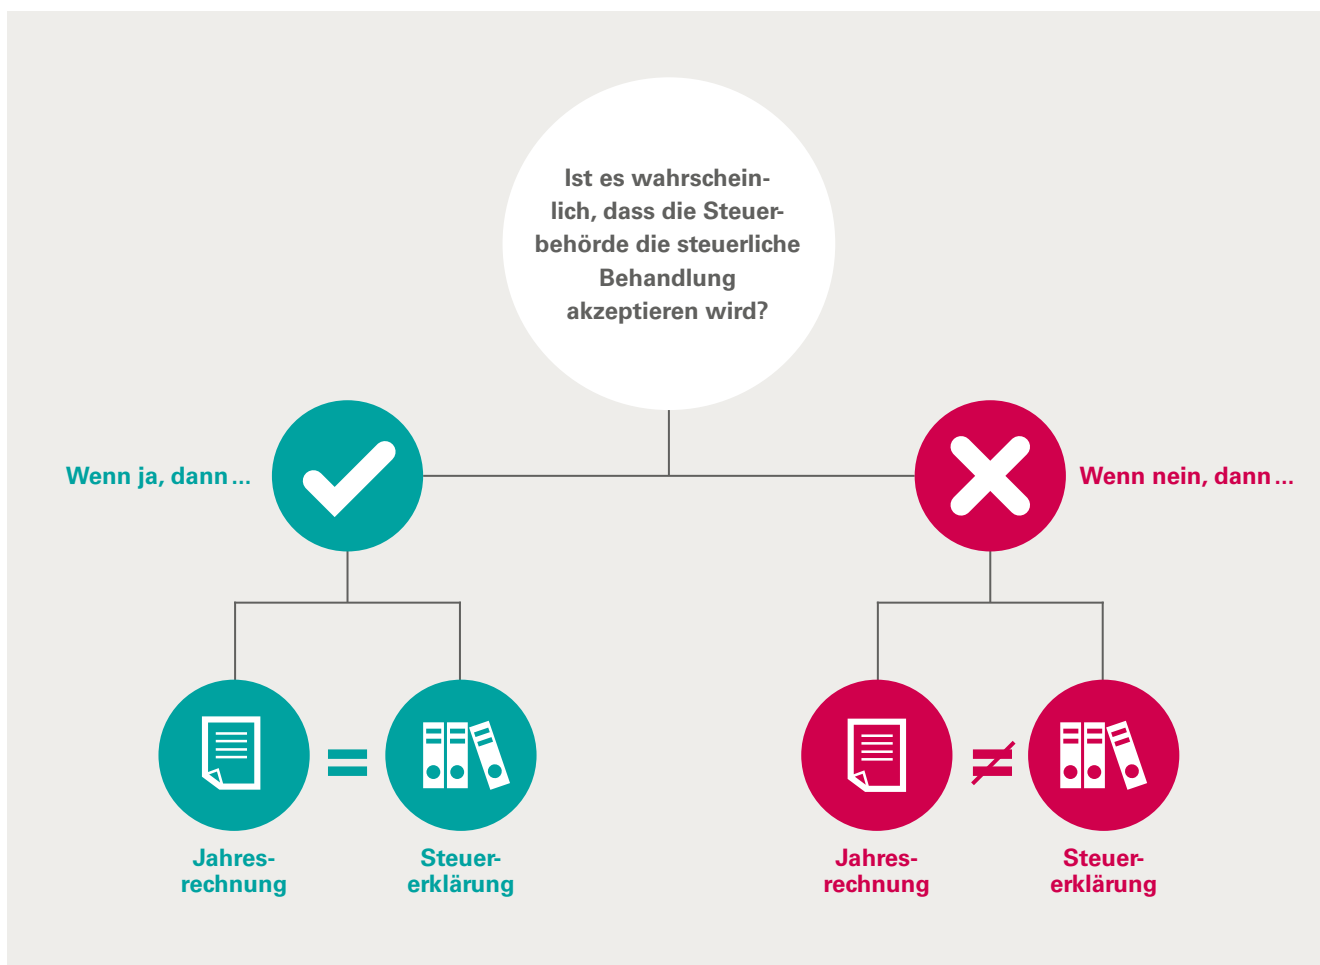 Ist es wahrschein-
lich, dass die Steuer-
behörde die steuerliche
Behandlung
akzeptieren wird?
Wenn ja, dann...
Wenn nein, dann...
=
≠
Jahres-
rechnung
Steuer-
erklärung
Jahres-
rechnung
Steuer-
erklärung